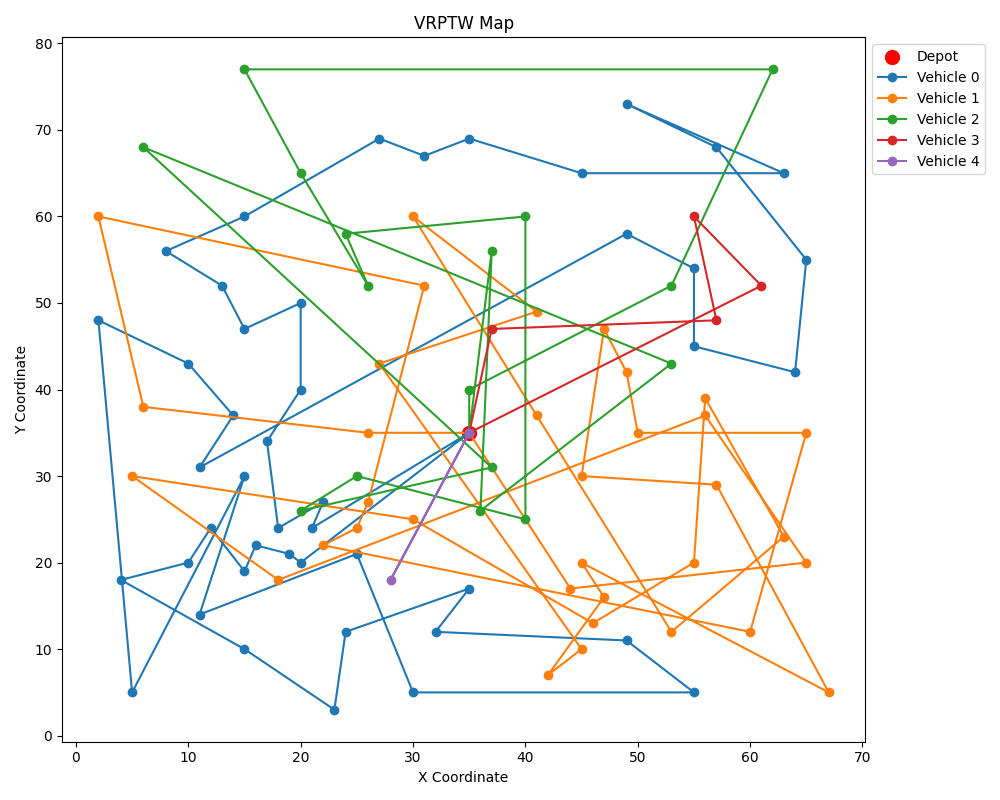 VRPTW Map
Depot
Vehicle 0
Vehicle 1
Vehicle 2
Vehicle 3
Vehicle 4
Y Coordinate
80
70
60
50
40
30
20
10
0
0 10 20 30 40 50 60 70
X Coordinate